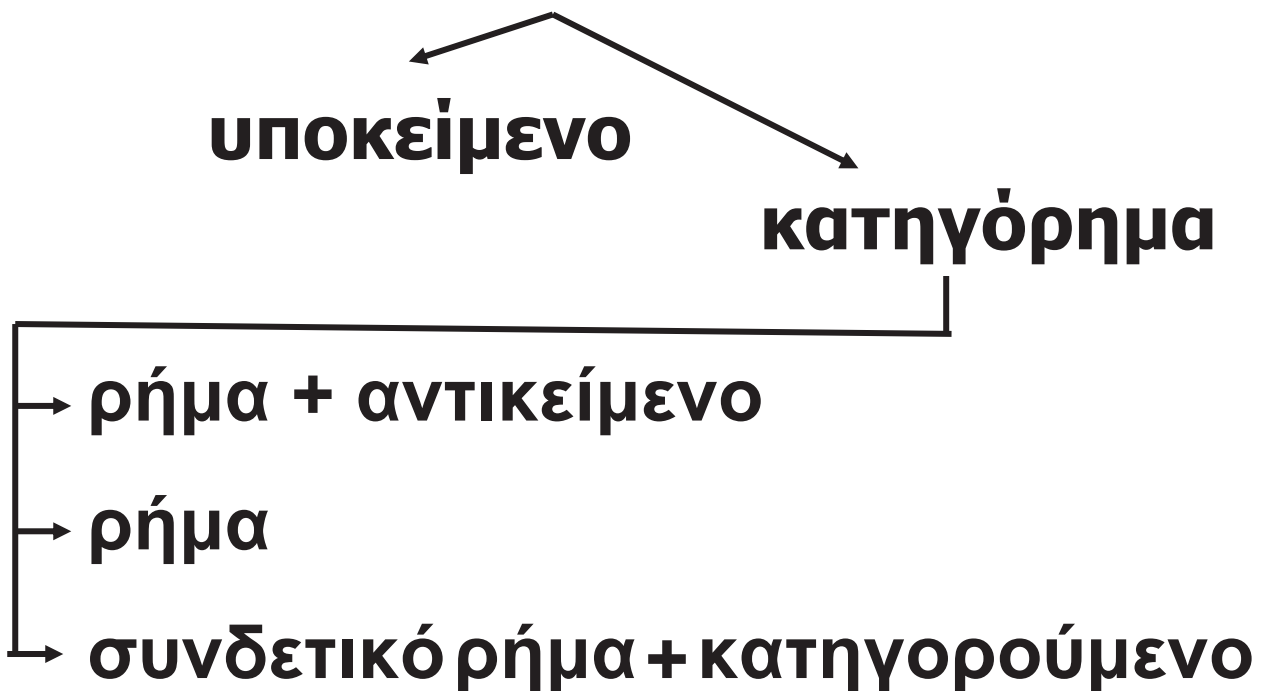 υποκείμενο
κατηγόρημα
ρήμα + αντικείμενο
ρήμα
συνδετικό ρήμα + κατηγορούμενο